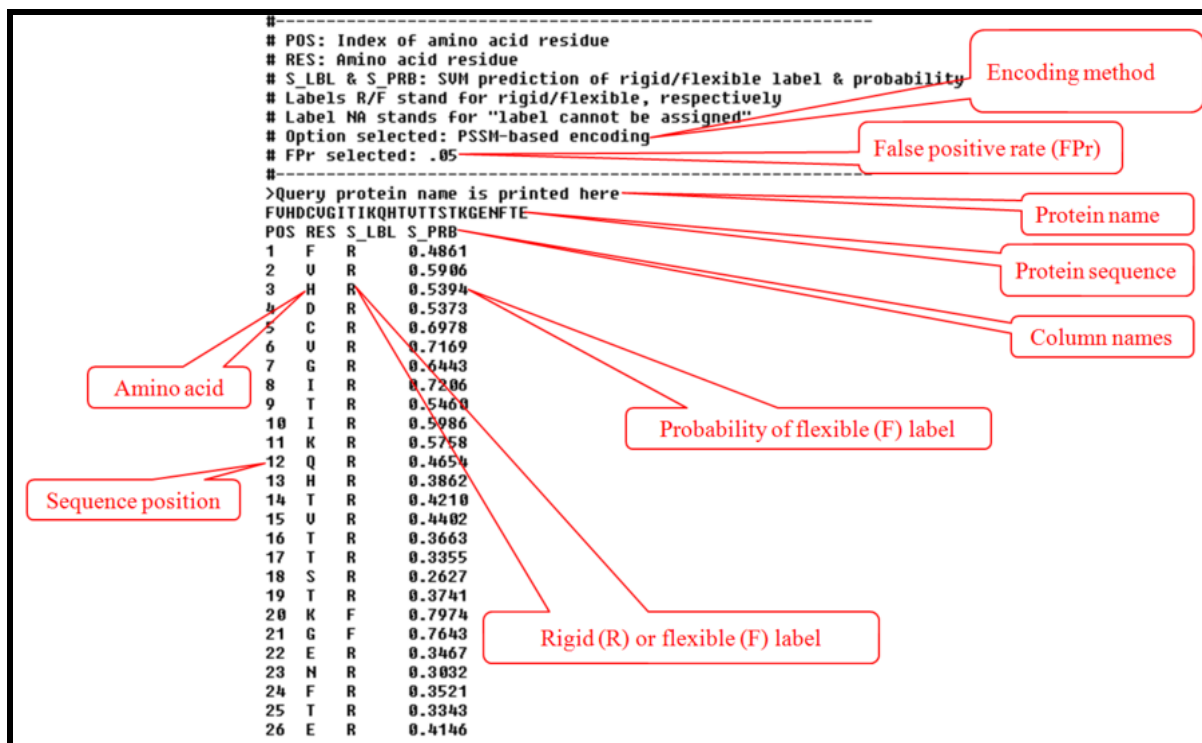 #------------------------------------------------------------------
# POS: Index of amino acid residue
# RES: Amino acid residue
# S_LBL & S_PRB: SVM prediction of rigid/flexible label & probability
# Labels R/F stand for rigid/flexible, respectively
# Label NA stands for "label cannot be assigned"
# Option selected: PSSM-based encoding
# FPr selected: .05
#------------------------------------------------------------------
>Query protein name is printed here
FVHDCVGITIKQHTVTTSTKGENFTE
POS RES S_LBL S_PRB
1 F R 0.4861
2 V R 0.5906
3 H R 0.5394
4 D R 0.5373
5 C R 0.6978
6 V R 0.7169
7 G R 0.6443
8 I R 0.7206
9 T R 0.5460
10 I R 0.5986
11 K R 0.5758
12 Q R 0.4654
13 H R 0.3862
14 T R 0.4210
15 V R 0.4402
16 T R 0.3663
17 T R 0.3355
18 S R 0.2627
19 T R 0.3741
20 K F 0.7974
21 G F 0.7643
22 E R 0.3467
23 N R 0.3032
24 F R 0.3521
25 T R 0.3343
26 E R 0.4146
Encoding method
False positive rate (FPr)
Protein name
Protein sequence
Column names
Amino acid
Probability of flexible (F) label
Sequence position
Rigid (R) or flexible (F) label